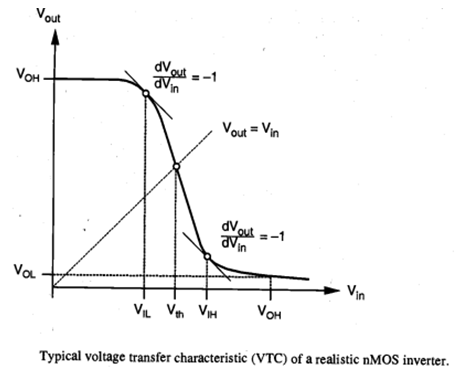 Vout
VOH
dVout
dVin
= -1
Vout = Vin
dVout
dVin
= -1
VOL
Vin
VIL Vth VIH VOH
Typical voltage transfer characteristic (VTC) of a realistic nMOS inverter.